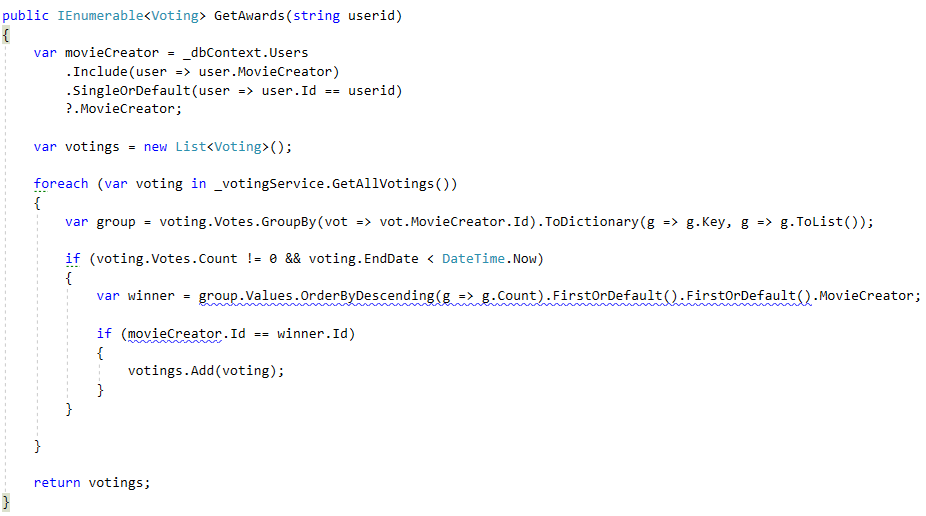 public IEnumerable<Voting> GetAwards(string userid)
{
    var movieCreator = _dbContext.Users
        .Include(user => user.MovieCreator)
        .SingleOrDefault(user => user.Id == userid)
        ?.MovieCreator;

    var votings = new List<Voting>();

    foreach (var voting in _votingService.GetAllVotings())
    {
        var group = voting.Votes.GroupBy(vot => vot.MovieCreator.Id).ToDictionary(g => g.Key, g => g.ToList());

        if (voting.Votes.Count != 0 && voting.EndDate < DateTime.Now)
        {
            var winner = group.Values.OrderByDescending(g => g.Count).FirstOrDefault().FirstOrDefault().MovieCreator;

            if (movieCreator.Id == winner.Id)
            {
                votings.Add(voting);
            }
        }

    }

    return votings;
}